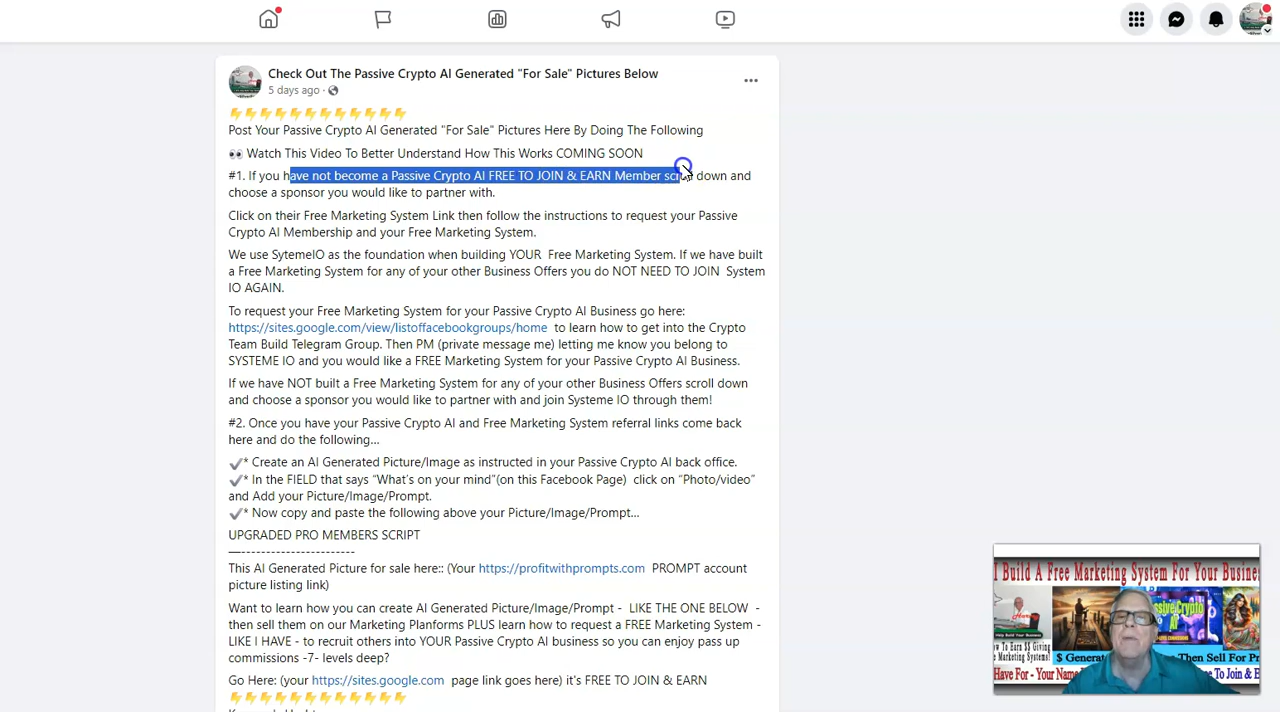 Check Out The Passive Crypto AI Generated "For Sale" Pictures Below
5 days ago ·
⚡⚡⚡⚡⚡⚡⚡⚡⚡⚡⚡⚡
Post Your Passive Crypto AI Generated "For Sale" Pictures Here By Doing The Following
👀 Watch This Video To Better Understand How This Works COMING SOON
#1. If you have not become a Passive Crypto AI FREE TO JOIN & EARN Member scroll down and
choose a sponsor you would like to partner with.
Click on their Free Marketing System Link then follow the instructions to request your Passive
Crypto AI Membership and your Free Marketing System.
We use SytemeIO as the foundation when building YOUR  Free Marketing System. If we have built
a Free Marketing System for any of your other Business Offers you do NOT NEED TO JOIN  System
IO AGAIN.
To request your Free Marketing System for your Passive Crypto AI Business go here:
https://sites.google.com/view/listoffacebookgroups/home  to learn how to get into the Crypto
Team Build Telegram Group. Then PM (private message me) letting me know you belong to
SYSTEME IO and you would like a FREE Marketing System for your Passive Crypto AI Business.
If we have NOT built a Free Marketing System for any of your other Business Offers scroll down
and choose a sponsor you would like to partner with and join Systeme IO through them!
#2. Once you have your Passive Crypto AI and Free Marketing System referral links come back
here and do the following...
✔* Create an AI Generated Picture/Image as instructed in your Passive Crypto AI back office.
✔* In the FIELD that says “What’s on your mind”(on this Facebook Page)  click on “Photo/video”
and Add your Picture/Image/Prompt.
✔* Now copy and paste the following above your Picture/Image/Prompt...
UPGRADED PRO MEMBERS SCRIPT
—-----------------------
This AI Generated Picture for sale here:: (Your https://profitwithprompts.com  PROMPT account
picture listing link)
Want to learn how you can create AI Generated Picture/Image/Prompt -  LIKE THE ONE BELOW  -
then sell them on our Marketing Planforms PLUS learn how to request a FREE Marketing System -
LIKE I HAVE - to recruit others into YOUR Passive Crypto AI business so you can enjoy pass up
commissions -7- levels deep?
Go Here: (your https://sites.google.com  page link goes here) it's FREE TO JOIN & EARN
⚡⚡⚡⚡⚡⚡⚡⚡⚡⚡⚡⚡
I Build A Free Marketing System For Your Busine
Help Build Your Business
How To Earn $$ Giving
Marketing Systems!
$ Generat
Then Sell For Pr
Have For - Your Name
To Join & E